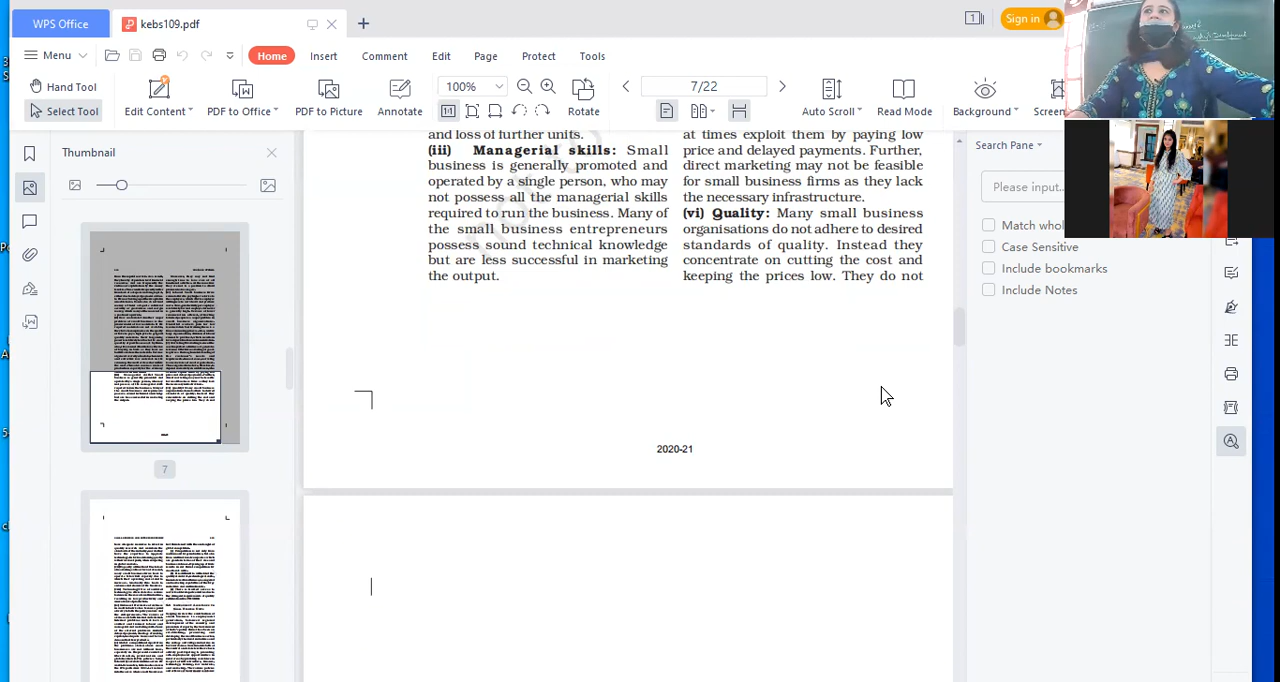 WPS Office
kebs109.pdf
Sign in
Menu
Home
Insert
Comment
Edit
Page
Protect
Tools
Hand Tool
Select Tool
Edit Content
PDF to Office
PDF to Picture
Annotate
100%
Rotate
7/22
Auto Scroll
Read Mode
Background
Screen
Thumbnail
7
and loss of further units.
(iii) Managerial skills: Small
business is generally promoted and
operated by a single person, who may
not possess all the managerial skills
required to run the business. Many of
the small business entrepreneurs
possess sound technical knowledge
but are less successful in marketing
the output.
at times exploit them by paying low
price and delayed payments. Further,
direct marketing may not be feasible
for small business firms as they lack
the necessary infrastructure.
(vi) Quality: Many small business
organisations do not adhere to desired
standards of quality. Instead they
concentrate on cutting the cost and
keeping the prices low. They do not
2020-21
Search Pane
Please input...
Match whol
Case Sensitive
Include bookmarks
Include Notes